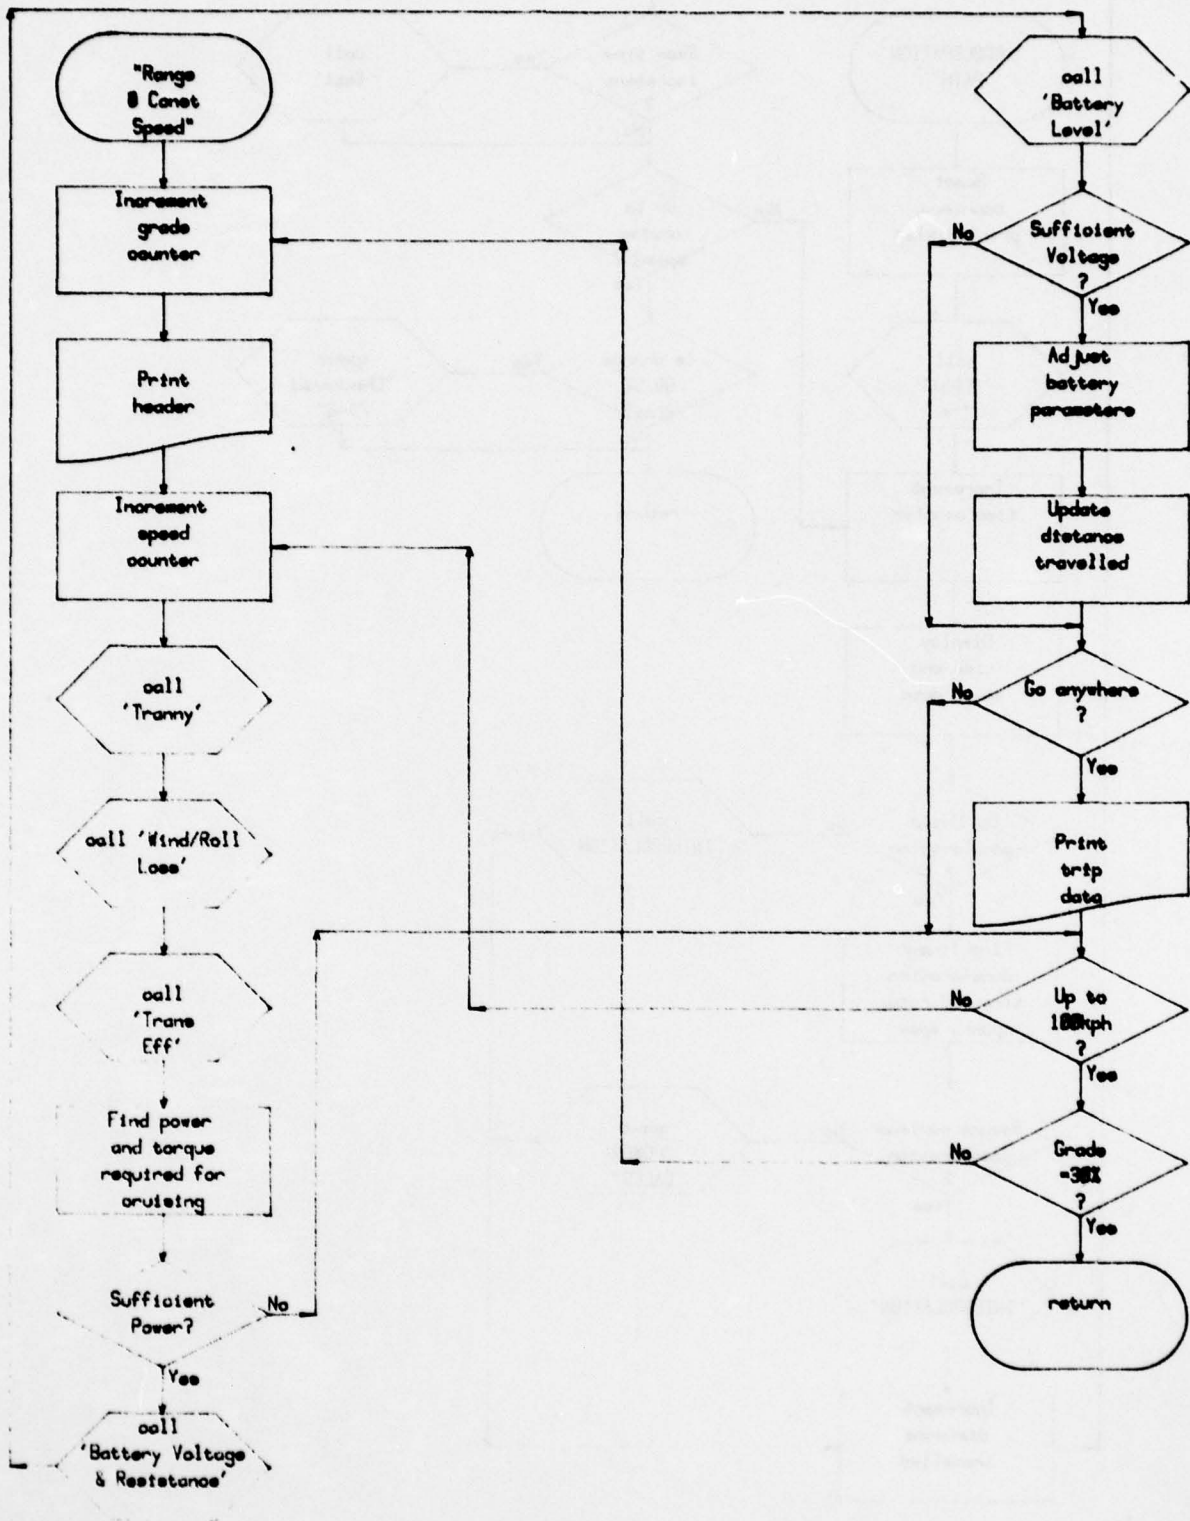 "Range
@ Const
Speed"
Increment
grade
counter
Print
header
Increment
speed
counter
call
'Tranny'
call 'Wind/Roll
Loss'
call
'Trans
Eff'
Find power
and torque
required for
cruising
Sufficient
Power?
No
Yes
call
'Battery Voltage
& Resistance'
call
'Battery
Level'
Sufficient
Voltage
?
No
Yes
Adjust
battery
parameters
Update
distance
travelled
Go anywhere
?
No
Yes
Print
trip
data
Up to
100kph
?
No
Yes
Grade
=30%
?
No
Yes
return